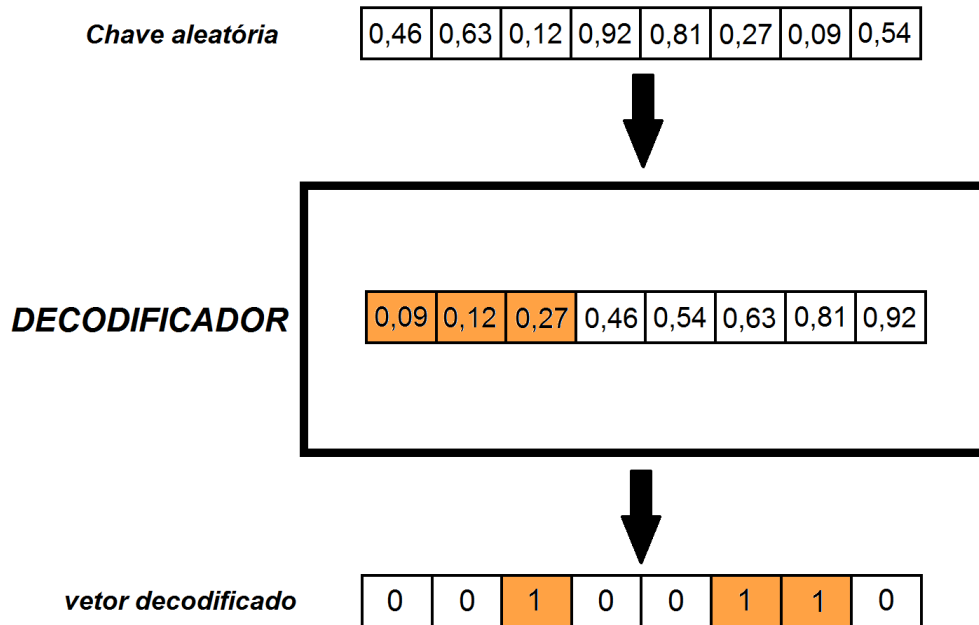 Chave aleatória 0,46 0,63 0,12 0,92 0,81 0,27 0,09 0,54
DECODIFICADOR 0,09 0,12 0,27 0,46 0,54 0,63 0,81 0,92
vetor decodificado 0 0 1 0 0 1 1 0